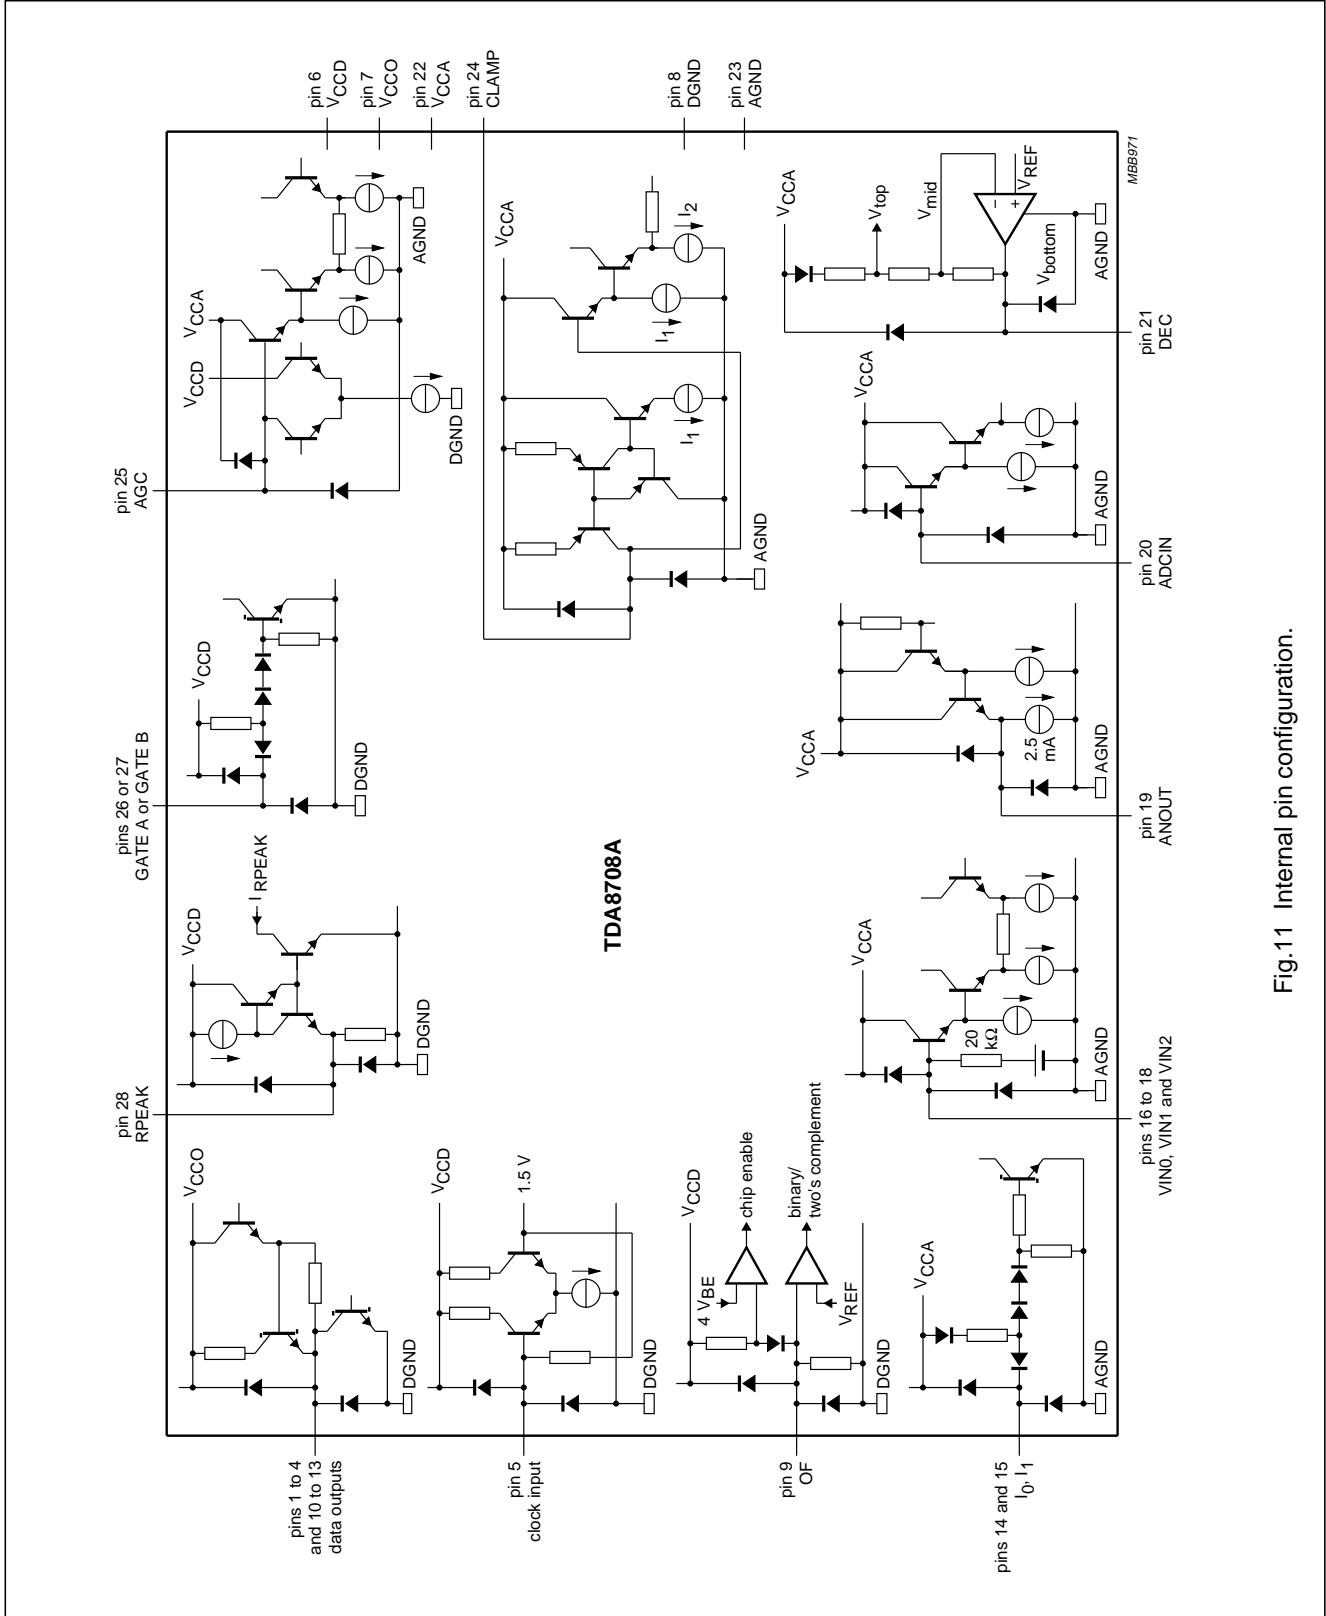 pin 6
VCCD
pin 7
VCCO
pin 22
VCCA
pin 24
CLAMP
pin 8
DGND
pin 23
AGND
pin 25
AGC
VCCD
VCCA
DGND
AGND
VCCA
I1
I1
I2
AGND
pins 26 or 27
GATE A or GATE B
VCCD
DGND
pin 28
RPEAK
VCCD
I RPEAK
DGND
VCCO
DGND
pins 1 to 4
and 10 to 13
data outputs
VCCD
1.5 V
DGND
pin 5
clock input
VCCD
4 VBE
chip enable
binary/
two's complement
VREF
DGND
pin 9
OF
VCCA
AGND
pins 14 and 15
I0, I1
VCCA
20
kΩ
AGND
pins 16 to 18
VIN0, VIN1 and VIN2
VCCA
2.5
mA
AGND
pin 19
ANOUT
VCCA
AGND
pin 20
ADCIN
VCCA
Vtop
Vmid
VREF
Vbottom
AGND
pin 21
DEC
−
+
TDA8708A
MBB971
Fig.11 Internal pin configuration.